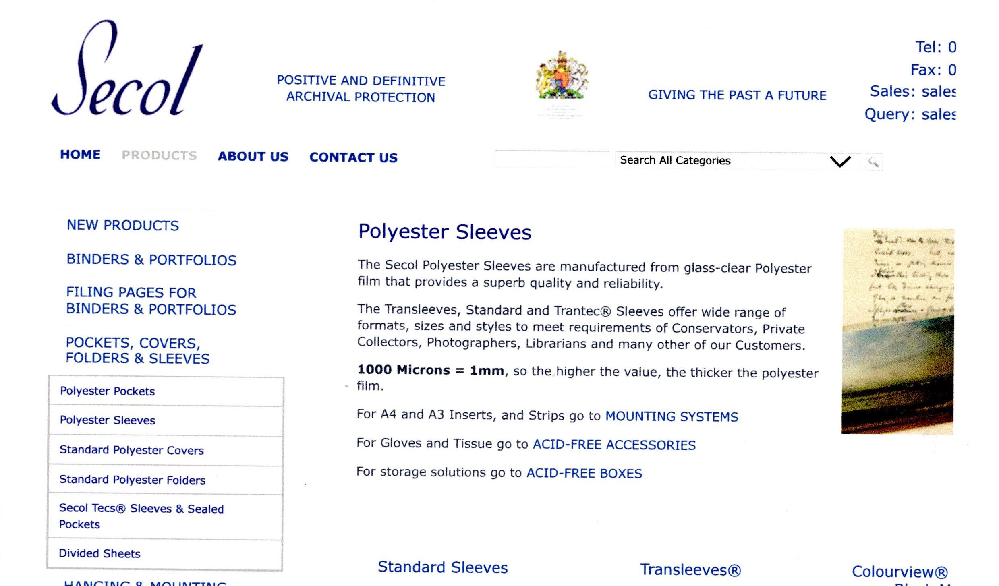 Secol
POSITIVE AND DEFINITIVE
ARCHIVAL PROTECTION
GIVING THE PAST A FUTURE
Tel: 0
Fax: 0
Sales: sales
Query: sales
HOME PRODUCTS ABOUT US CONTACT US
Search All Categories
NEW PRODUCTS
BINDERS & PORTFOLIOS
FILING PAGES FOR
BINDERS & PORTFOLIOS
POCKETS, COVERS,
FOLDERS & SLEEVES
Polyester Pockets
Polyester Sleeves
Standard Polyester Covers
Standard Polyester Folders
Secol Tecs® Sleeves & Sealed
Pockets
Divided Sheets
HANGING & MOUNTING
Polyester Sleeves
The Secol Polyester Sleeves are manufactured from glass-clear Polyester
film that provides a superb quality and reliability.
The Transleeves, Standard and Trantec® Sleeves offer wide range of
formats, sizes and styles to meet requirements of Conservators, Private
Collectors, Photographers, Librarians and many other of our Customers.
1000 Microns = 1mm, so the higher the value, the thicker the polyester
film.
For A4 and A3 Inserts, and Strips go to MOUNTING SYSTEMS
For Gloves and Tissue go to ACID-FREE ACCESSORIES
For storage solutions go to ACID-FREE BOXES
Standard Sleeves
Transleeves®
Colourview®